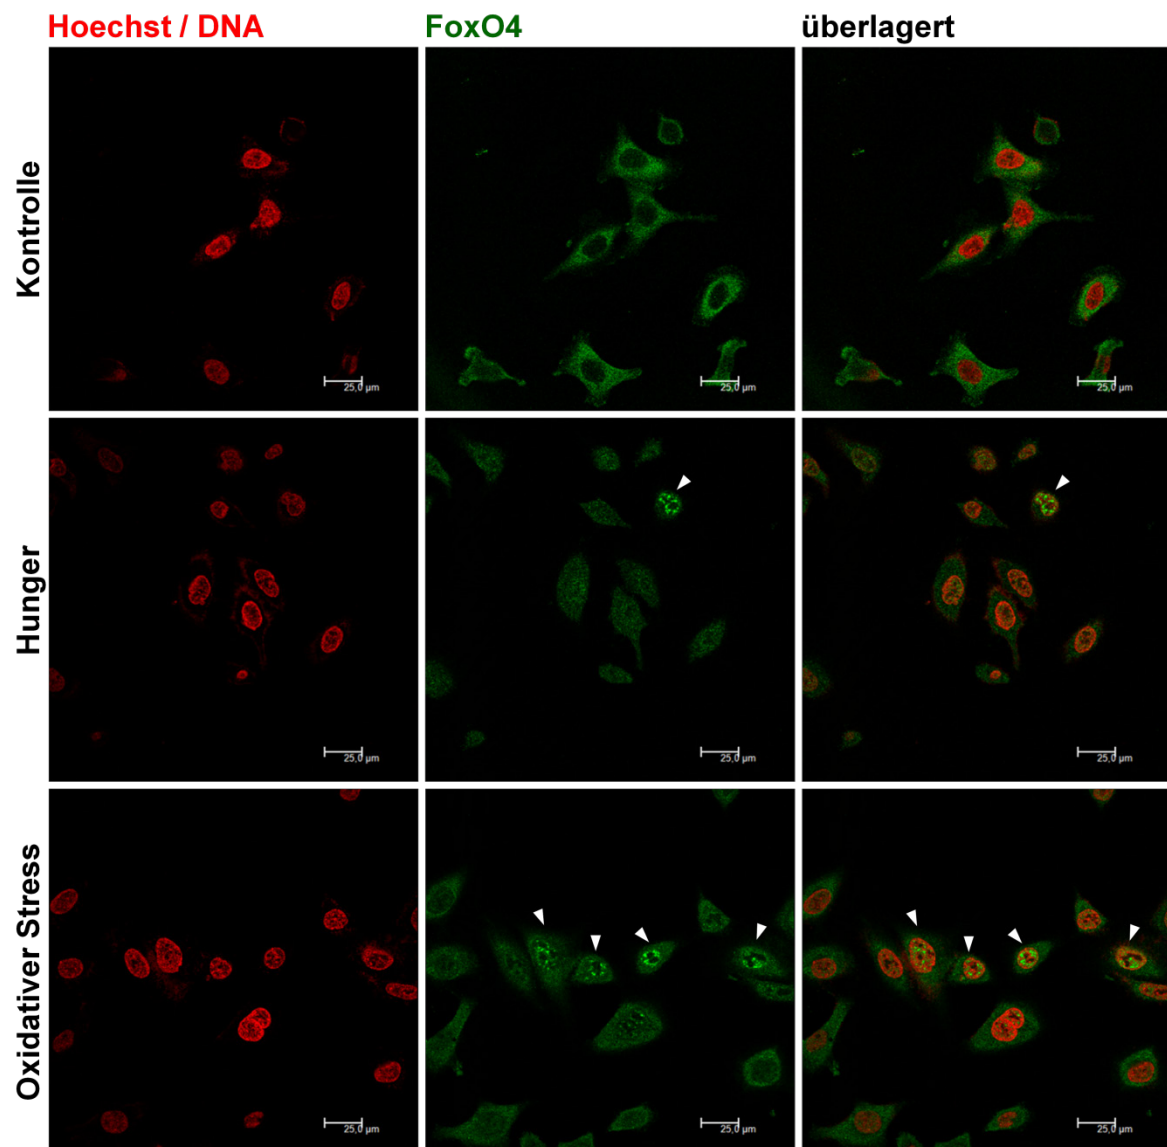 Hoechst / DNA
FoxO4
überlagert
Kontrolle
25,0 µm
25,0 µm
25,0 µm
Hunger
25,0 µm
25,0 µm
25,0 µm
Oxidativer Stress
25,0 µm
25,0 µm
25,0 µm